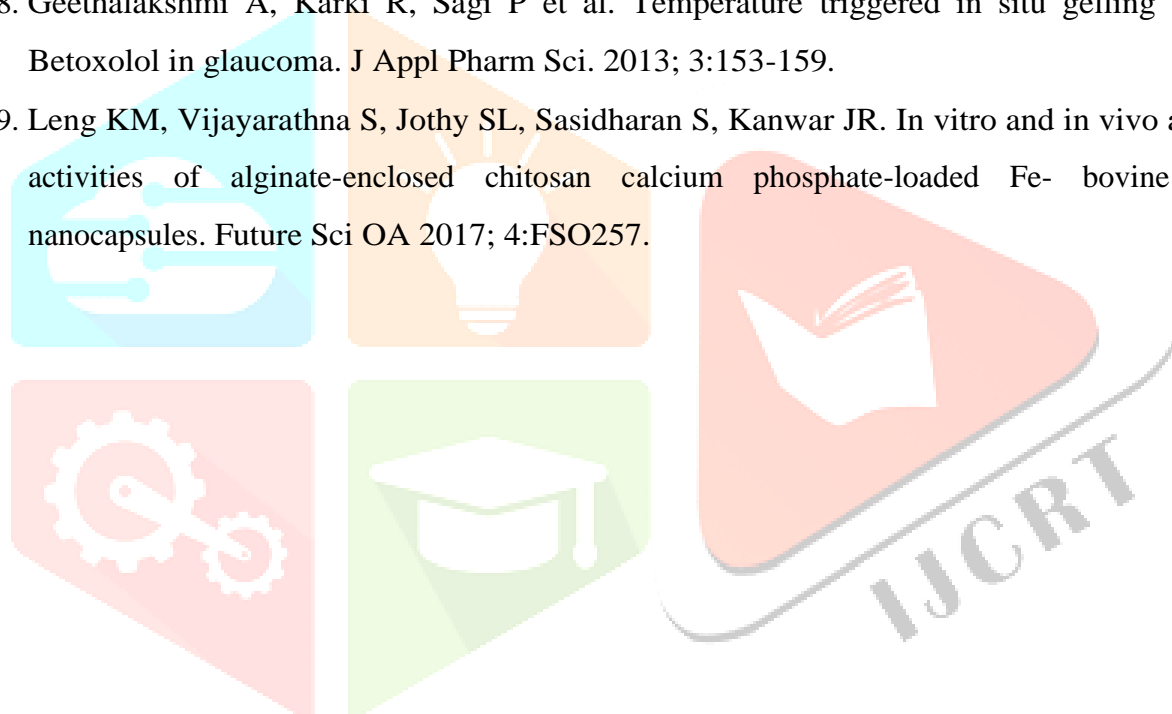 8. Geethalakshmi A, Karki R, Sagi P et al. Temperature triggered in situ gelling
Betoxolol in glaucoma. J Appl Pharm Sci. 2013; 3:153-159.
9. Leng KM, Vijayarathna S, Jothy SL, Sasidharan S, Kanwar JR. In vitro and in vivo a
activities of alginate-enclosed chitosan calcium phosphate-loaded Fe- bovine
nanocapsules. Future Sci OA 2017; 4:FSO257.
IJCRT